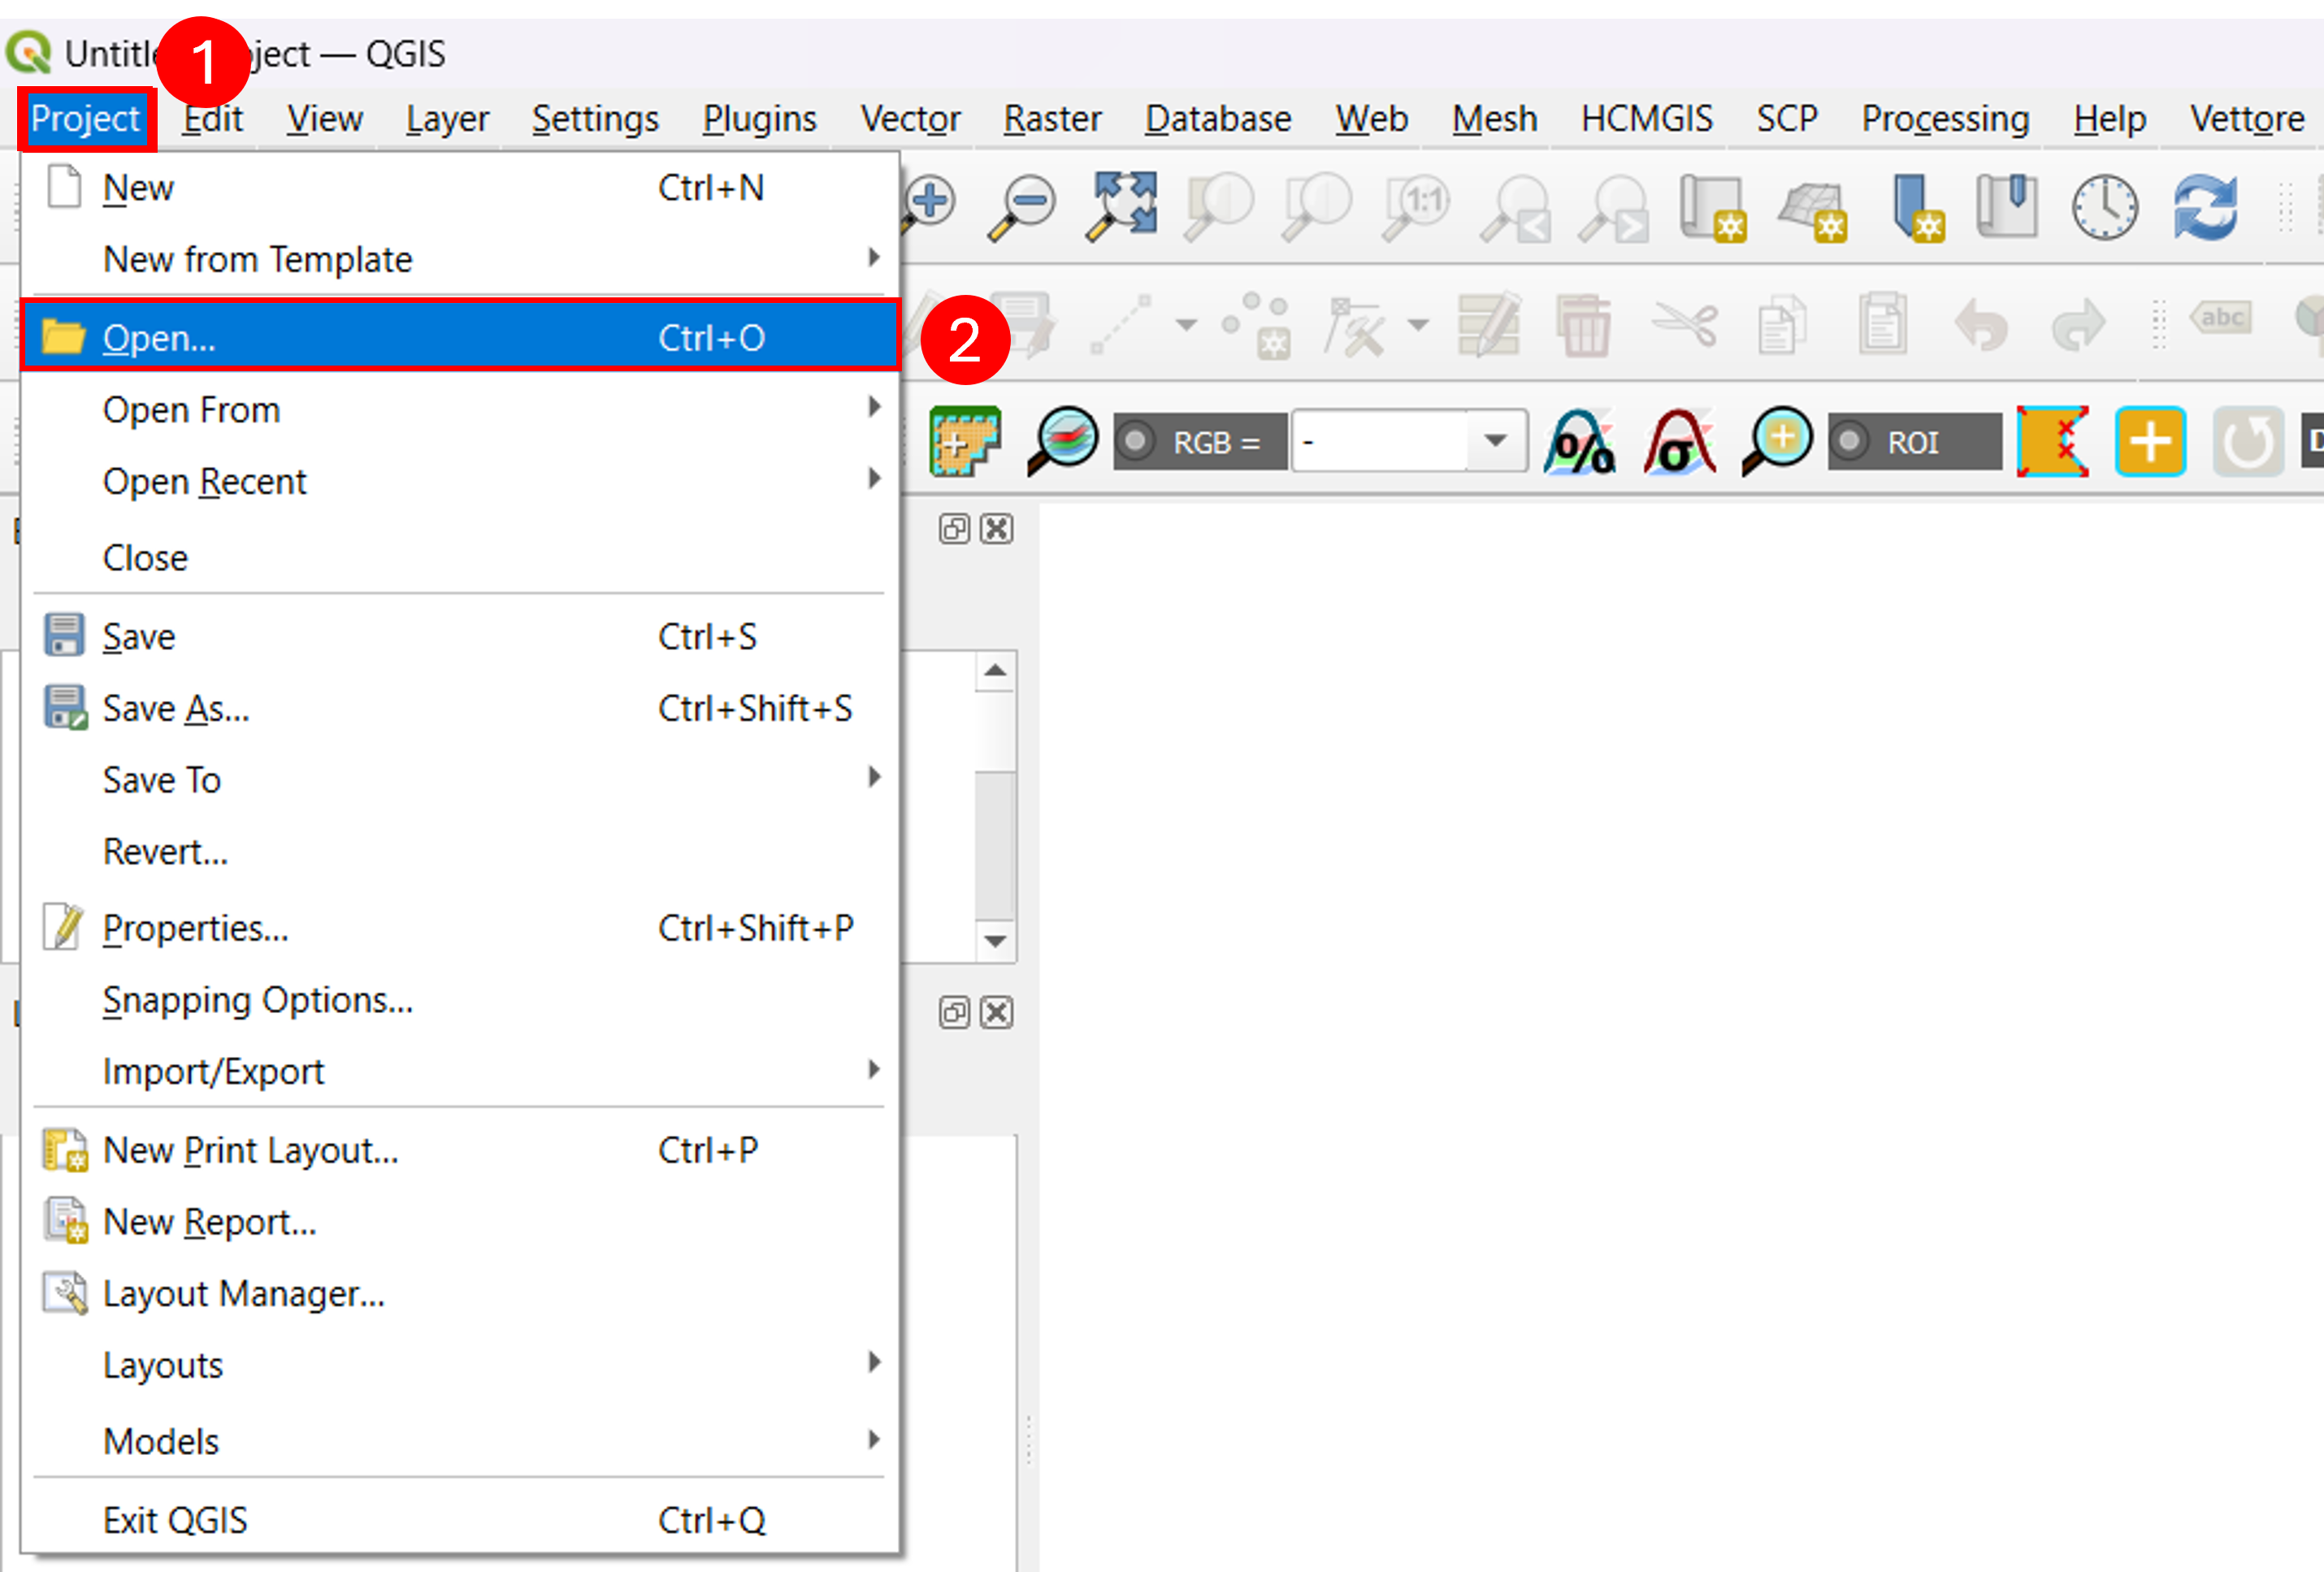 1
Project — QGIS
Project Edit View Layer Settings Plugins Vector Raster Database Web Mesh HCMGIS SCP Processing Help Vettore
New Ctrl+N
New from Template
1:1
Open... Ctrl+O
2
abc
Open From
RGB = -
% σ
ROI
Open Recent
Close
Save Ctrl+S
Save As... Ctrl+Shift+S
Save To
Revert...
Properties... Ctrl+Shift+P
Snapping Options...
Import/Export
New Print Layout... Ctrl+P
New Report...
Layout Manager...
Layouts
Models
Exit QGIS Ctrl+Q